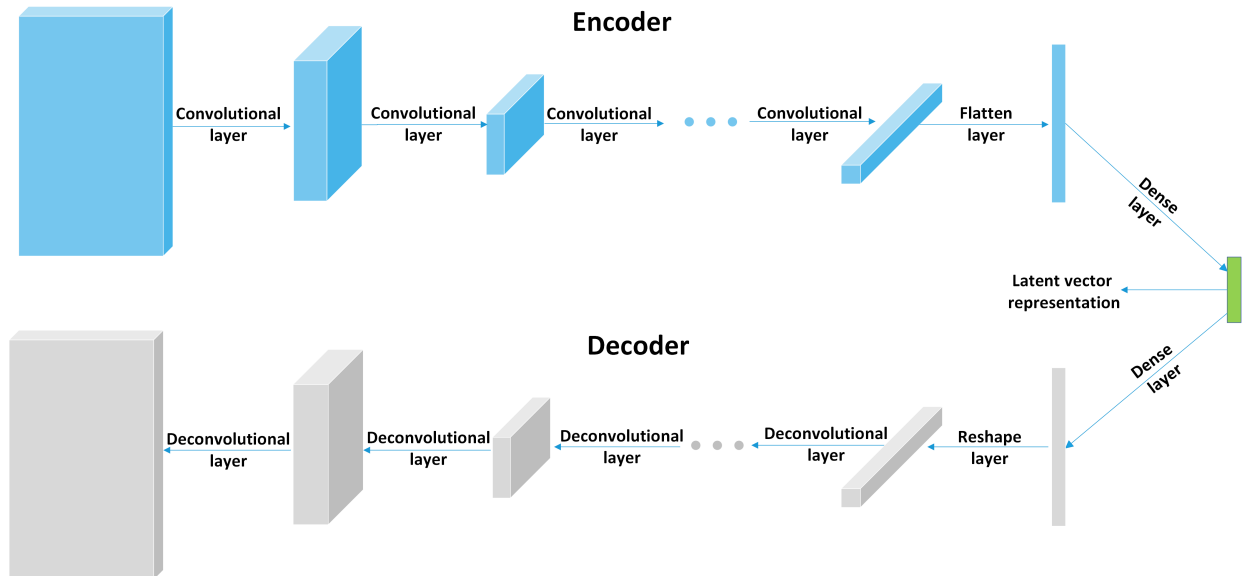 Encoder
Convolutional
layer
Convolutional
layer
Convolutional
layer
Convolutional
layer
Flatten
layer
Dense
layer
Latent vector
representation
Decoder
Dense
layer
Deconvolutional
layer
Deconvolutional
layer
Deconvolutional
layer
Deconvolutional
layer
Reshape
layer